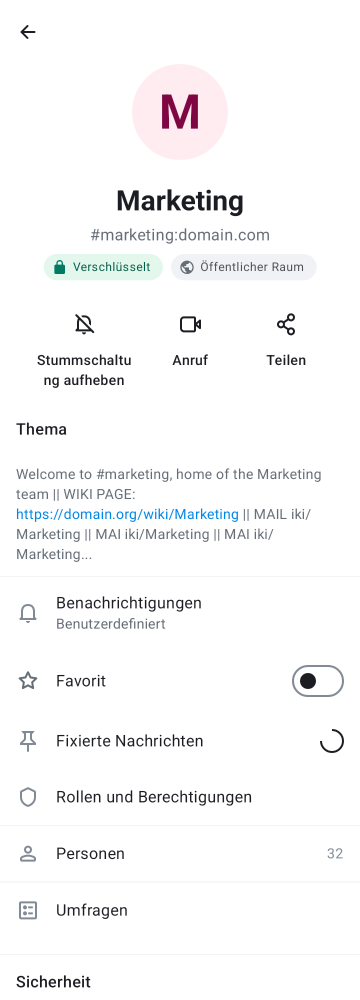 M
Marketing
#marketing:domain.com
Verschlüsselt
Öffentlicher Raum
Stummschaltu
ng aufheben
Anruf
Teilen
Thema
Welcome to #marketing, home of the Marketing
team || WIKI PAGE:
https://domain.org/wiki/Marketing || MAIL iki/
Marketing || MAI iki/Marketing || MAI iki/
Marketing...
Benachrichtigungen
Benutzerdefiniert
Favorit
Fixierte Nachrichten
Rollen und Berechtigungen
Personen 32
Umfragen
Sicherheit